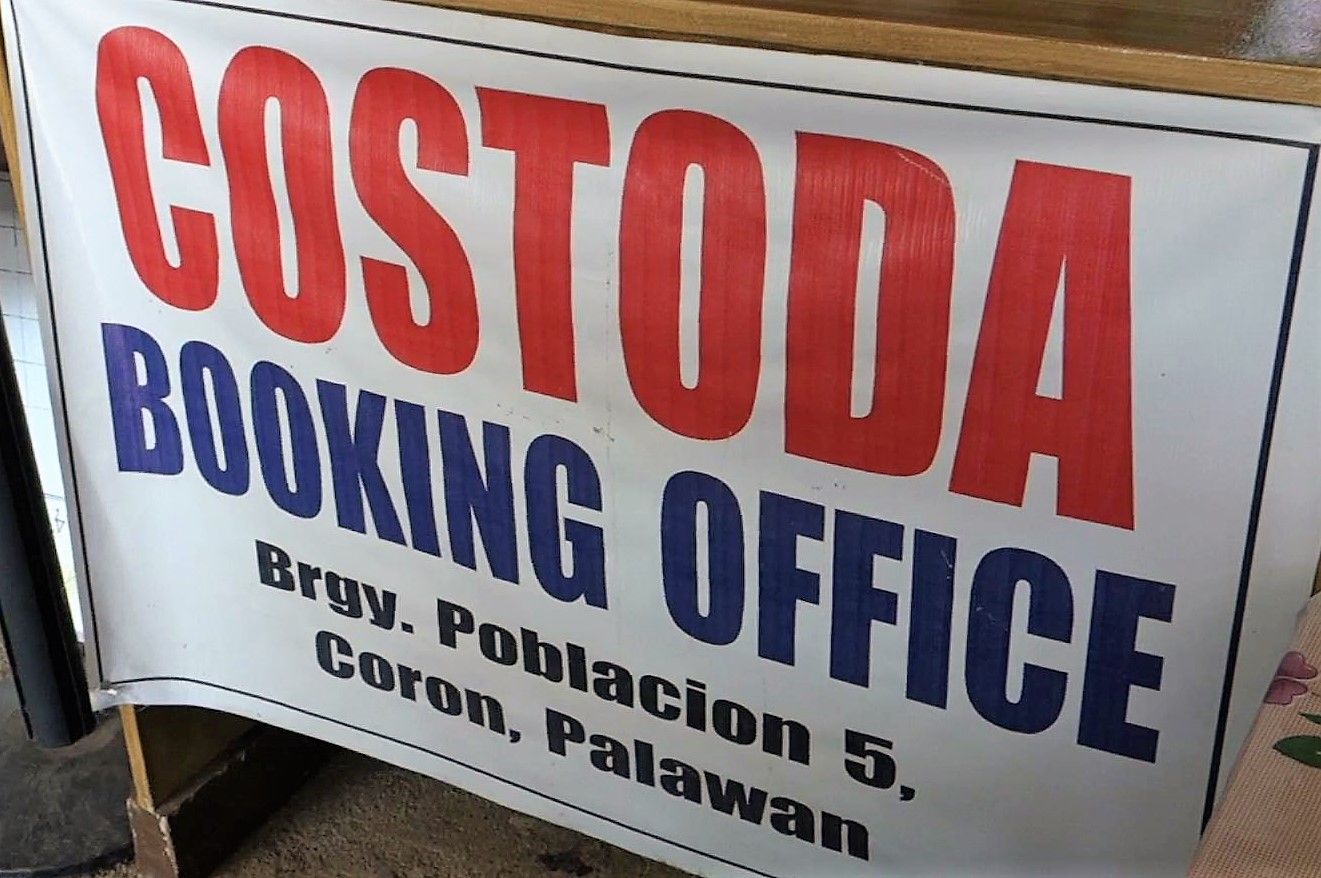 COSTODA
BOOKING OFFICE
Brgy. Poblacion 5,
Coron, Palawan